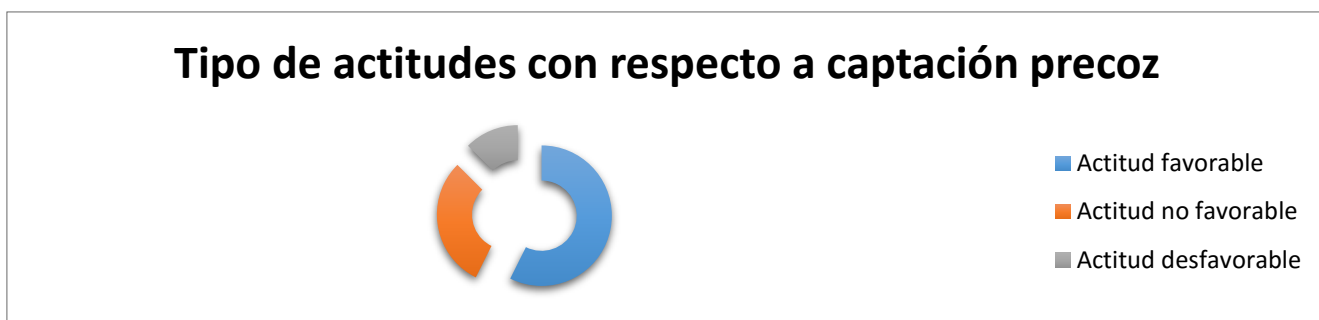 Tipo de actitudes con respecto a captación precoz
Actitud favorable
Actitud no favorable
Actitud desfavorable